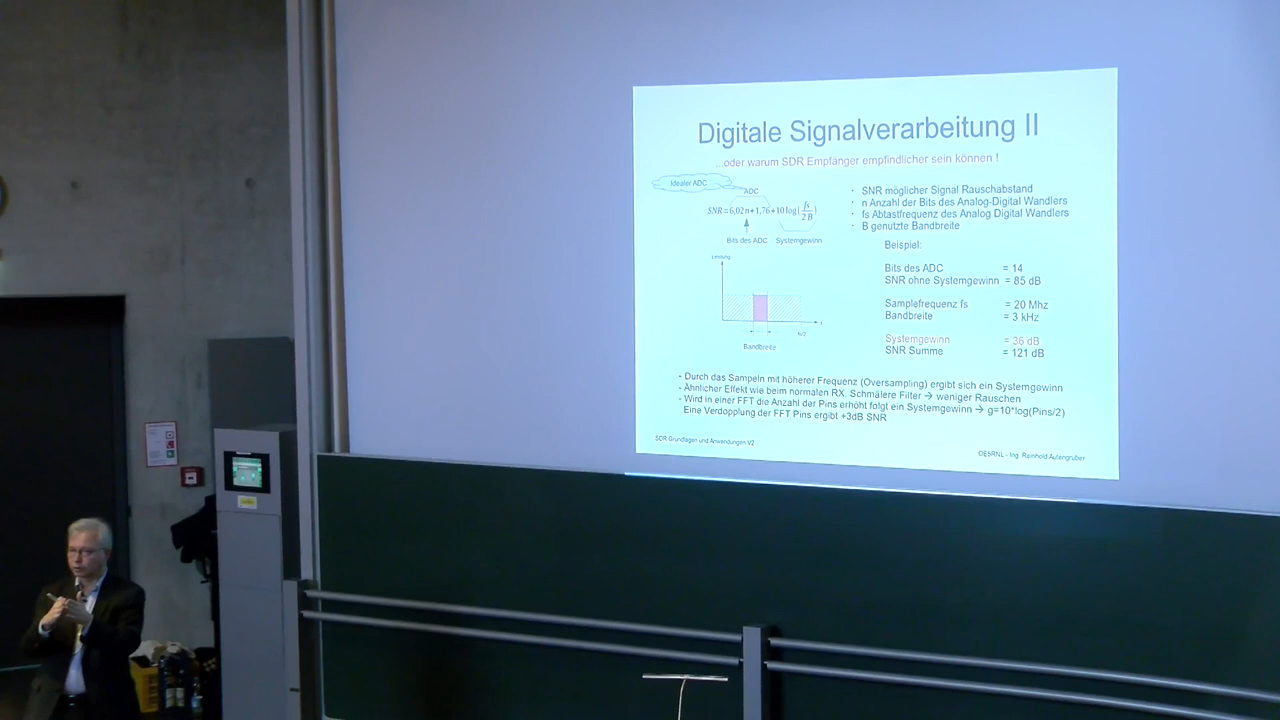 Digitale Signalverarbeitung II
...oder warum SDR Empfänger empfindlicher sein können !
Idealer ADC
ADC
SNR=6,02n+1,76+10log(fs/2B)
Bits des ADC
Systemgewinn
· SNR möglicher Signal Rauschabstand
· n Anzahl der Bits des Analog-Digital Wandlers
· fs Abtastfrequenz des Analog Digital Wandlers
· B genutzte Bandbreite
Beispiel:
Bits des ADC = 14
SNR ohne Systemgewinn = 85 dB
Samplefrequenz fs = 20 Mhz
Bandbreite = 3 kHz
Systemgewinn = 36 dB
SNR Summe = 121 dB
Leistung
f
fs/2
Bandbreite
- Durch das Sampeln mit höherer Frequenz (Oversampling) ergibt sich ein Systemgewinn
- Ähnlicher Effekt wie beim normalen RX. Schmälere Filter → weniger Rauschen
- Wird in einer FFT die Anzahl der Pins erhöht folgt ein Systemgewinn → g=10*log(Pins/2)
Eine Verdopplung der FFT Pins ergibt +3dB SNR
SDR Grundlagen und Anwendungen V2
OE5RNL - Ing. Reinhold Autengruber